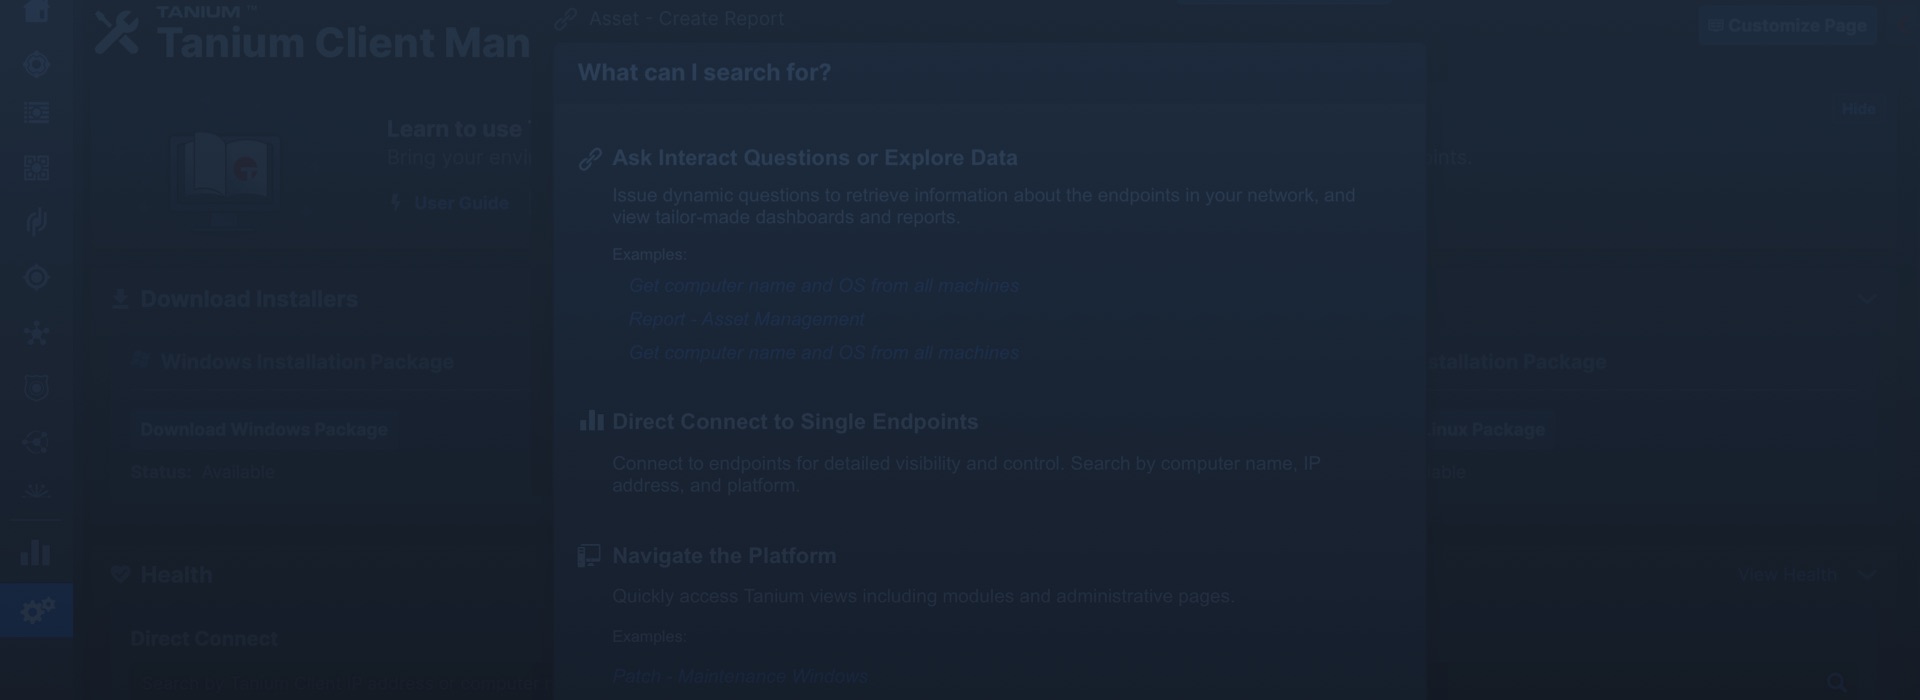 TANIUM™
Tanium Client Man
Asset - Create Report
Customize Page
What can I search for?
Hide
Learn to use
Bring your envi
ints.
User Guide
Ask Interact Questions or Explore Data
Issue dynamic questions to retrieve information about the endpoints in your network, and
view tailor-made dashboards and reports.
Examples:
Get computer name and OS from all machines
Report - Asset Management
Get computer name and OS from all machines
Download Installers
Windows Installation Package
stallation Package
Download Windows Package
Linux Package
Status: Available
able
Direct Connect to Single Endpoints
Connect to endpoints for detailed visibility and control. Search by computer name, IP
address, and platform.
Navigate the Platform
Quickly access Tanium views including modules and administrative pages.
Examples:
Patch - Maintenance Windows
Health
View Health
Direct Connect
Search by Tanium Client IP address or computer